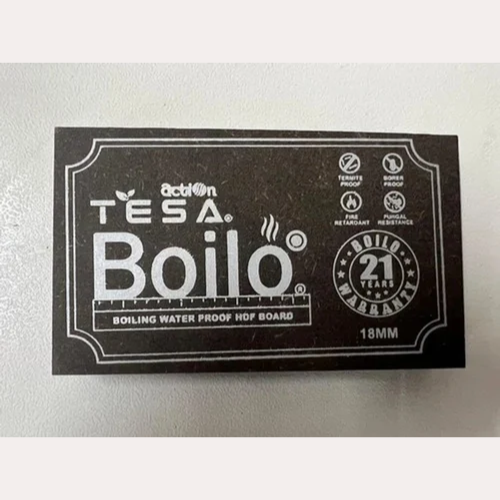 action
TESA®
Boilo®
BOILING WATER PROOF HDF BOARD
TERMITE PROOF
BORER PROOF
FIRE RETARDANT
FUNGAL RESISTANCE
BOILO
21
YEARS
WARRANTY
18MM